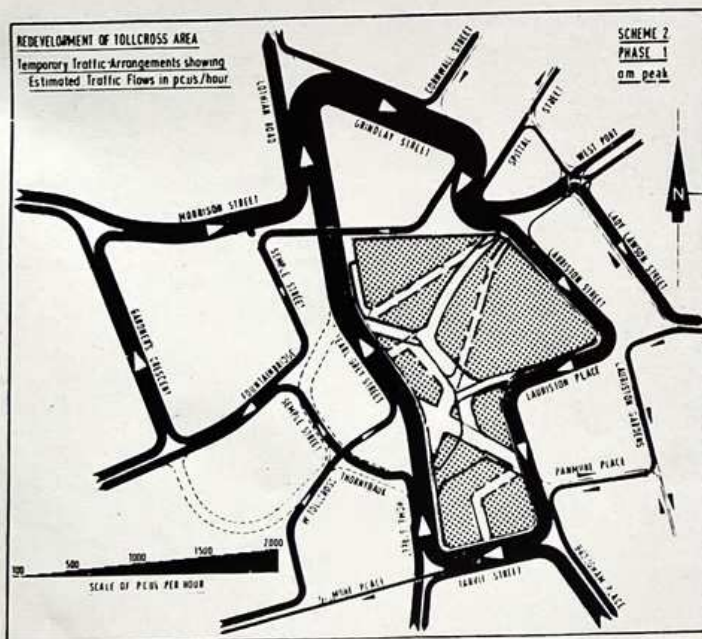 REDEVELOPMENT OF TOLLCROSS AREA
Temporary Traffic Arrangements showing
Estimated Traffic Flows in pcus/hour
SCHEME 2
PHASE 1
am peak
N
LOTHIAN ROAD
CORNWALL STREET
GRINDLAY STREET
SPITTAL STREET
WEST PORT
LADY LAWSON STREET
MORRISON STREET
SEMPLE STREET
LAURISTON STREET
GARDNER'S CRESCENT
FOUNTAINBRIDGE
EARL GREY STREET
LAURISTON PLACE
LAURISTON GARDENS
SEMPLE STREET
PANMURE PLACE
W TOLLCROSS
THORNYBAUK
HOME STREET
BROUGHAM PLACE
PLACE
TARVIT STREET
100 500 1000 1500 2000
SCALE OF PCUS PER HOUR